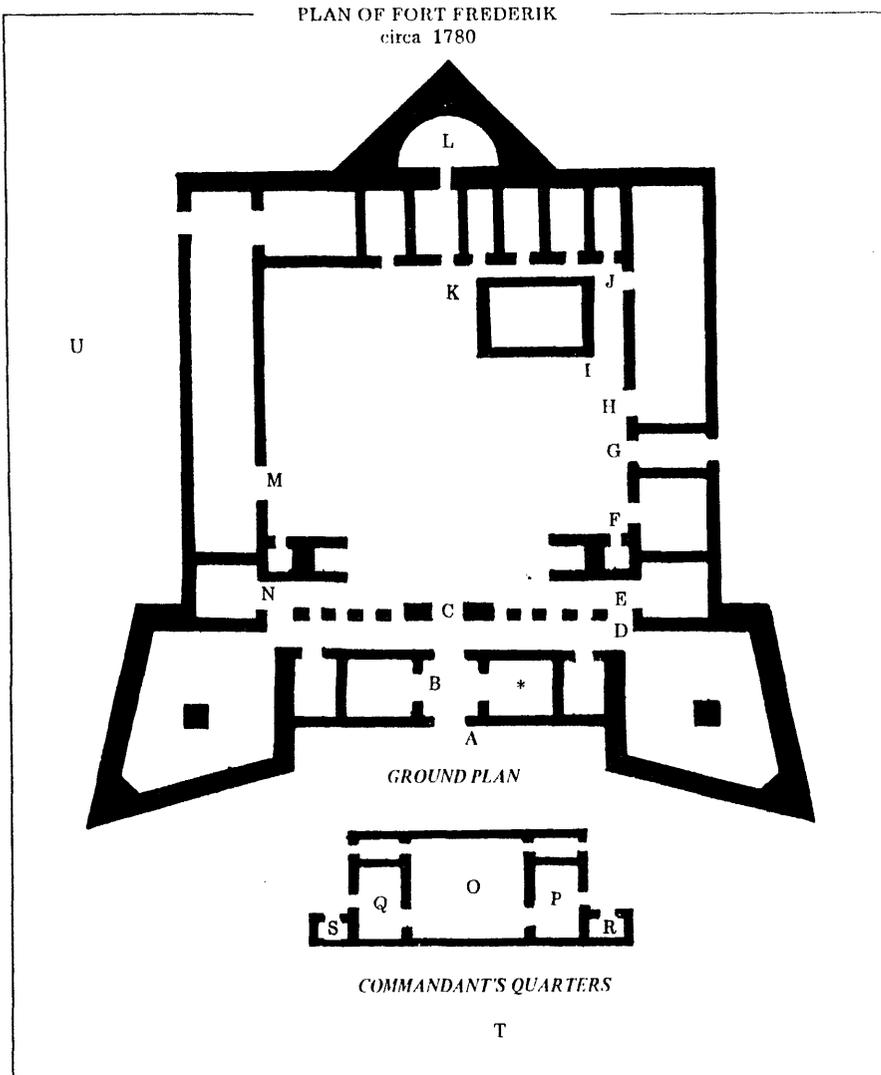 PLAN OF FORT FREDERIK
circa 1780
L
K
J
U
I
H
G
M
F
N
C
E
D
B
*
A
GROUND PLAN
O
Q
P
S
R
COMMANDANT'S QUARTERS
T